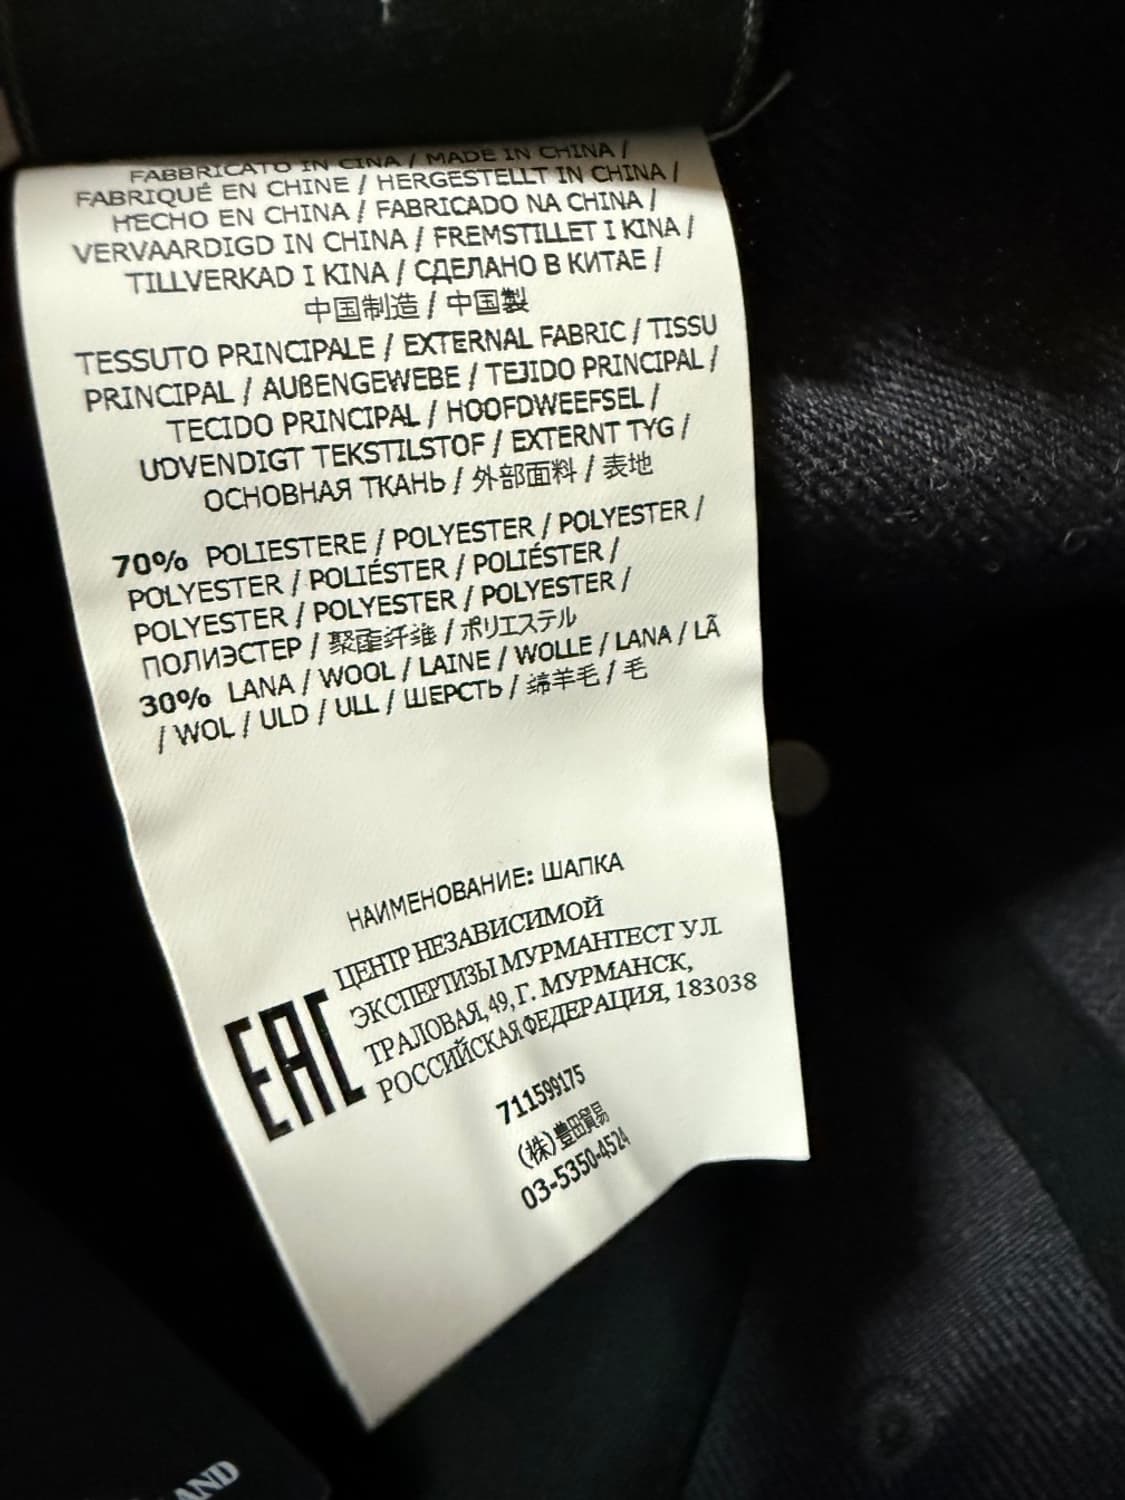 FABBRICATO IN CINA / MADE IN CHINA /
FABRIQUÉ EN CHINE / HERGESTELLT IN CHINA /
HECHO EN CHINA / FABRICADO NA CHINA /
VERVAARDIGD IN CHINA / FREMSTILLET I KINA /
TILLVERKAD I KINA / СДЕЛАНО В КИТАЕ /
中国制造 / 中国製
TESSUTO PRINCIPALE / EXTERNAL FABRIC / TISSU
PRINCIPAL / AUßENGEWEBE / TEJIDO PRINCIPAL /
TECIDO PRINCIPAL / HOOFDWEEFSEL /
UDVENDIGT TEKSTILSTOF / EXTERNT TYG /
ОСНОВНАЯ ТКАНЬ / 外部面料 / 表地
70% POLIESTERE / POLYESTER / POLYESTER /
POLYESTER / POLIÉSTER / POLIÉSTER /
POLYESTER / POLYESTER / POLYESTER /
ПОЛИЭСТЕР / 聚酯纤维 / ポリエステル
30% LANA / WOOL / LAINE / WOLLE / LANA / LÃ
/ WOL / ULD / ULL / ШЕРСТЬ / 绵羊毛 / 毛
НАИМЕНОВАНИЕ: ШАПКА
ЦЕНТР НЕЗАВИСИМОЙ
ЭКСПЕРТИЗЫ МУРМАНТЕСТ УЛ.
ТРАЛОВАЯ, 49, Г. МУРМАНСК,
РОССИЙСКАЯ ФЕДЕРАЦИЯ, 183038
EAC
711599175
(株)豊田貿易
03-5350-4524